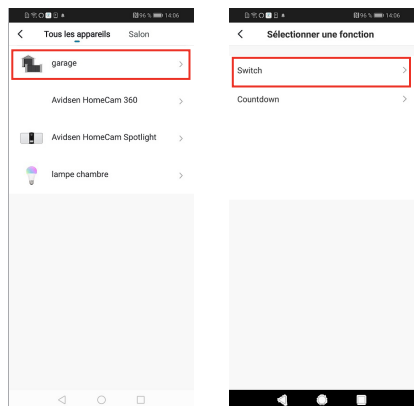 96 % 14:06
Tous les appareils Salon
garage
Avidsen HomeCam 360
Avidsen HomeCam Spotlight
lampe chambre
96 % 14:06
Sélectionner une fonction
Switch
Countdown